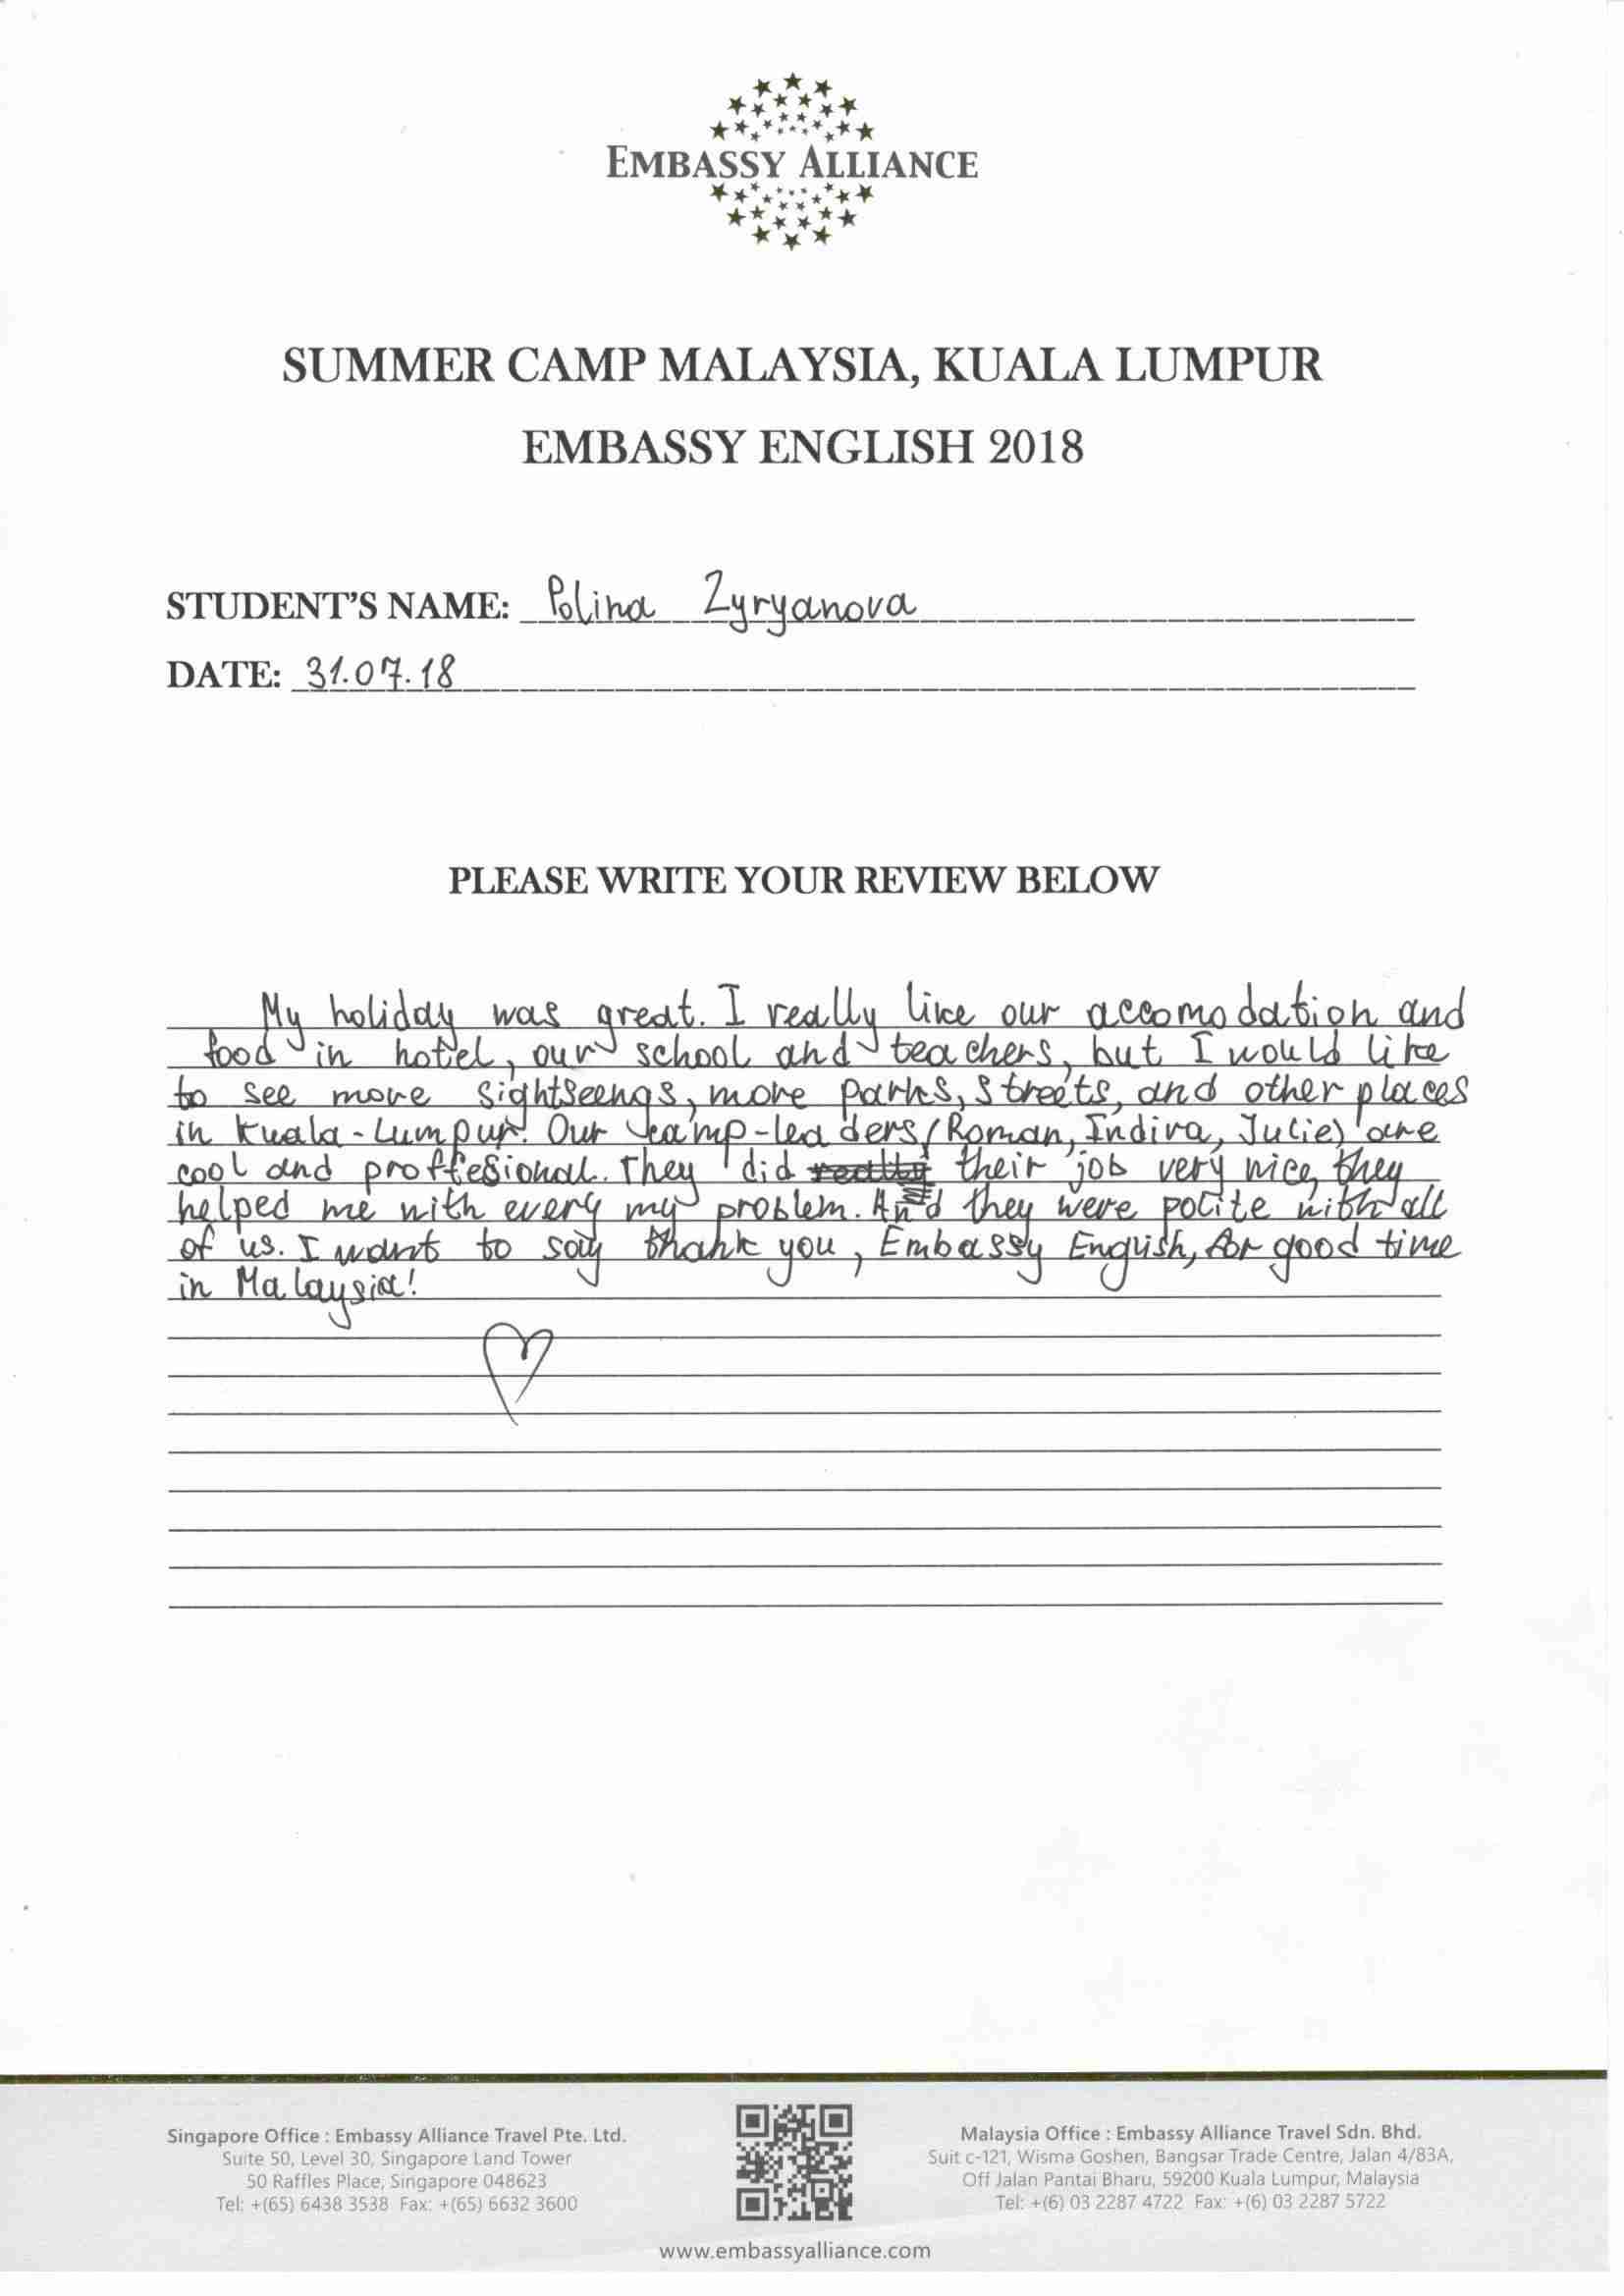 EMBASSY ALLIANCE
SUMMER CAMP MALAYSIA, KUALA LUMPUR
EMBASSY ENGLISH 2018
STUDENT'S NAME: Polina Zyryanova
DATE: 31.07.18
PLEASE WRITE YOUR REVIEW BELOW
My holiday was great. I really like our accomodation and
food in hotel, our school and teachers, but I would like
to see more sightseengs, more parks, streets, and other places
in Kuala-Lumpur. Our camp-leaders (Roman, Indira, Julie) are
cool and proffesional. They did really their job very nice, they
helped me with every my problem. And they were polite with all
of us. I want to say thank you, Embassy English, for good time
in Malaysia!
Singapore Office : Embassy Alliance Travel Pte. Ltd.
Suite 50, Level 30, Singapore Land Tower
50 Raffles Place, Singapore 048623
Tel: +(65) 6438 3538 Fax: +(65) 6632 3600
Malaysia Office : Embassy Alliance Travel Sdn. Bhd.
Suit c-121, Wisma Goshen, Bangsar Trade Centre, Jalan 4/83A,
Off Jalan Pantai Bharu, 59200 Kuala Lumpur, Malaysia
Tel: +(6) 03 2287 4722 Fax: +(6) 03 2287 5722
www.embassyalliance.com